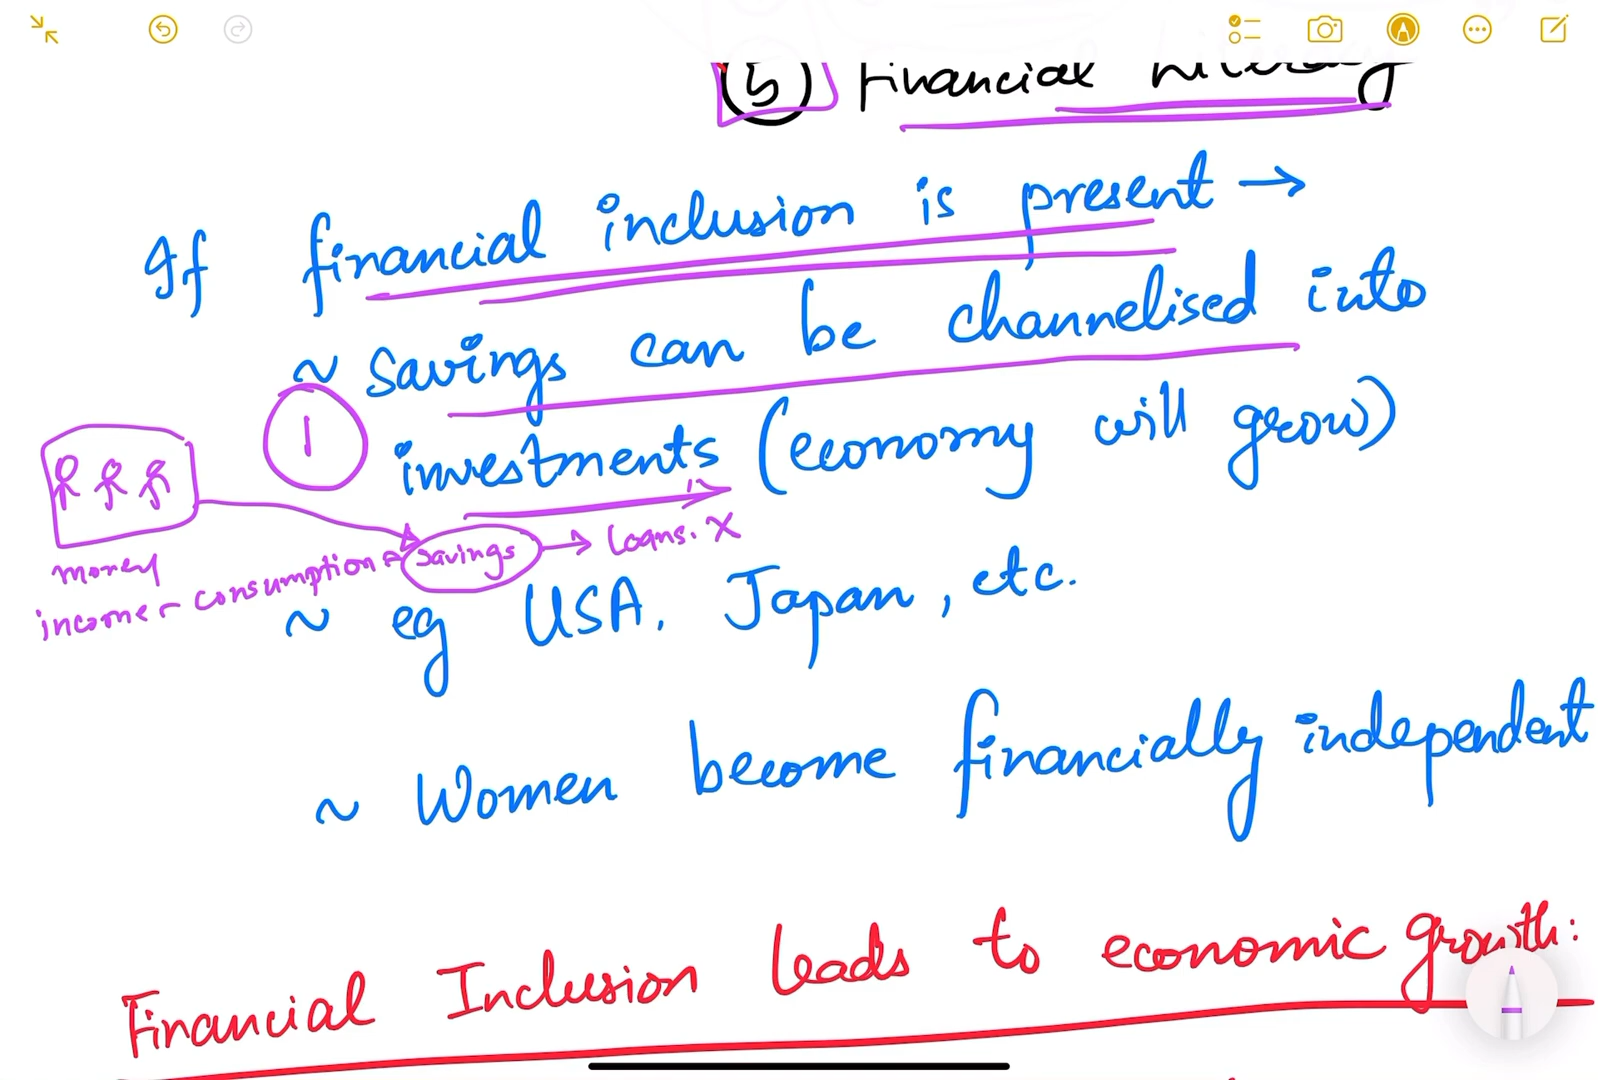 5 Financial Literacy
If financial inclusion is present →
~ savings can be channelised into
1
investments (economy will grow)
savings → Loans. X
money
income - consumption →
~ eg USA, Japan, etc.
~ Women become financially independent
Financial Inclusion leads to economic growth: